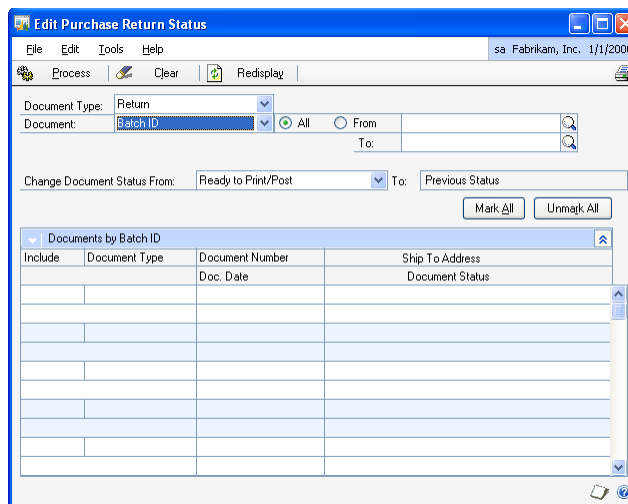 Edit Purchase Return Status
File Edit Tools Help sa Fabrikam, Inc. 1/1/200
Process Clear Redisplay
Document Type: Return
Document: Batch ID All From
To:
Change Document Status From: Ready to Print/Post To: Previous Status
Mark All Unmark All
Documents by Batch ID
Include Document Type Document Number Ship To Address
Doc. Date Document Status